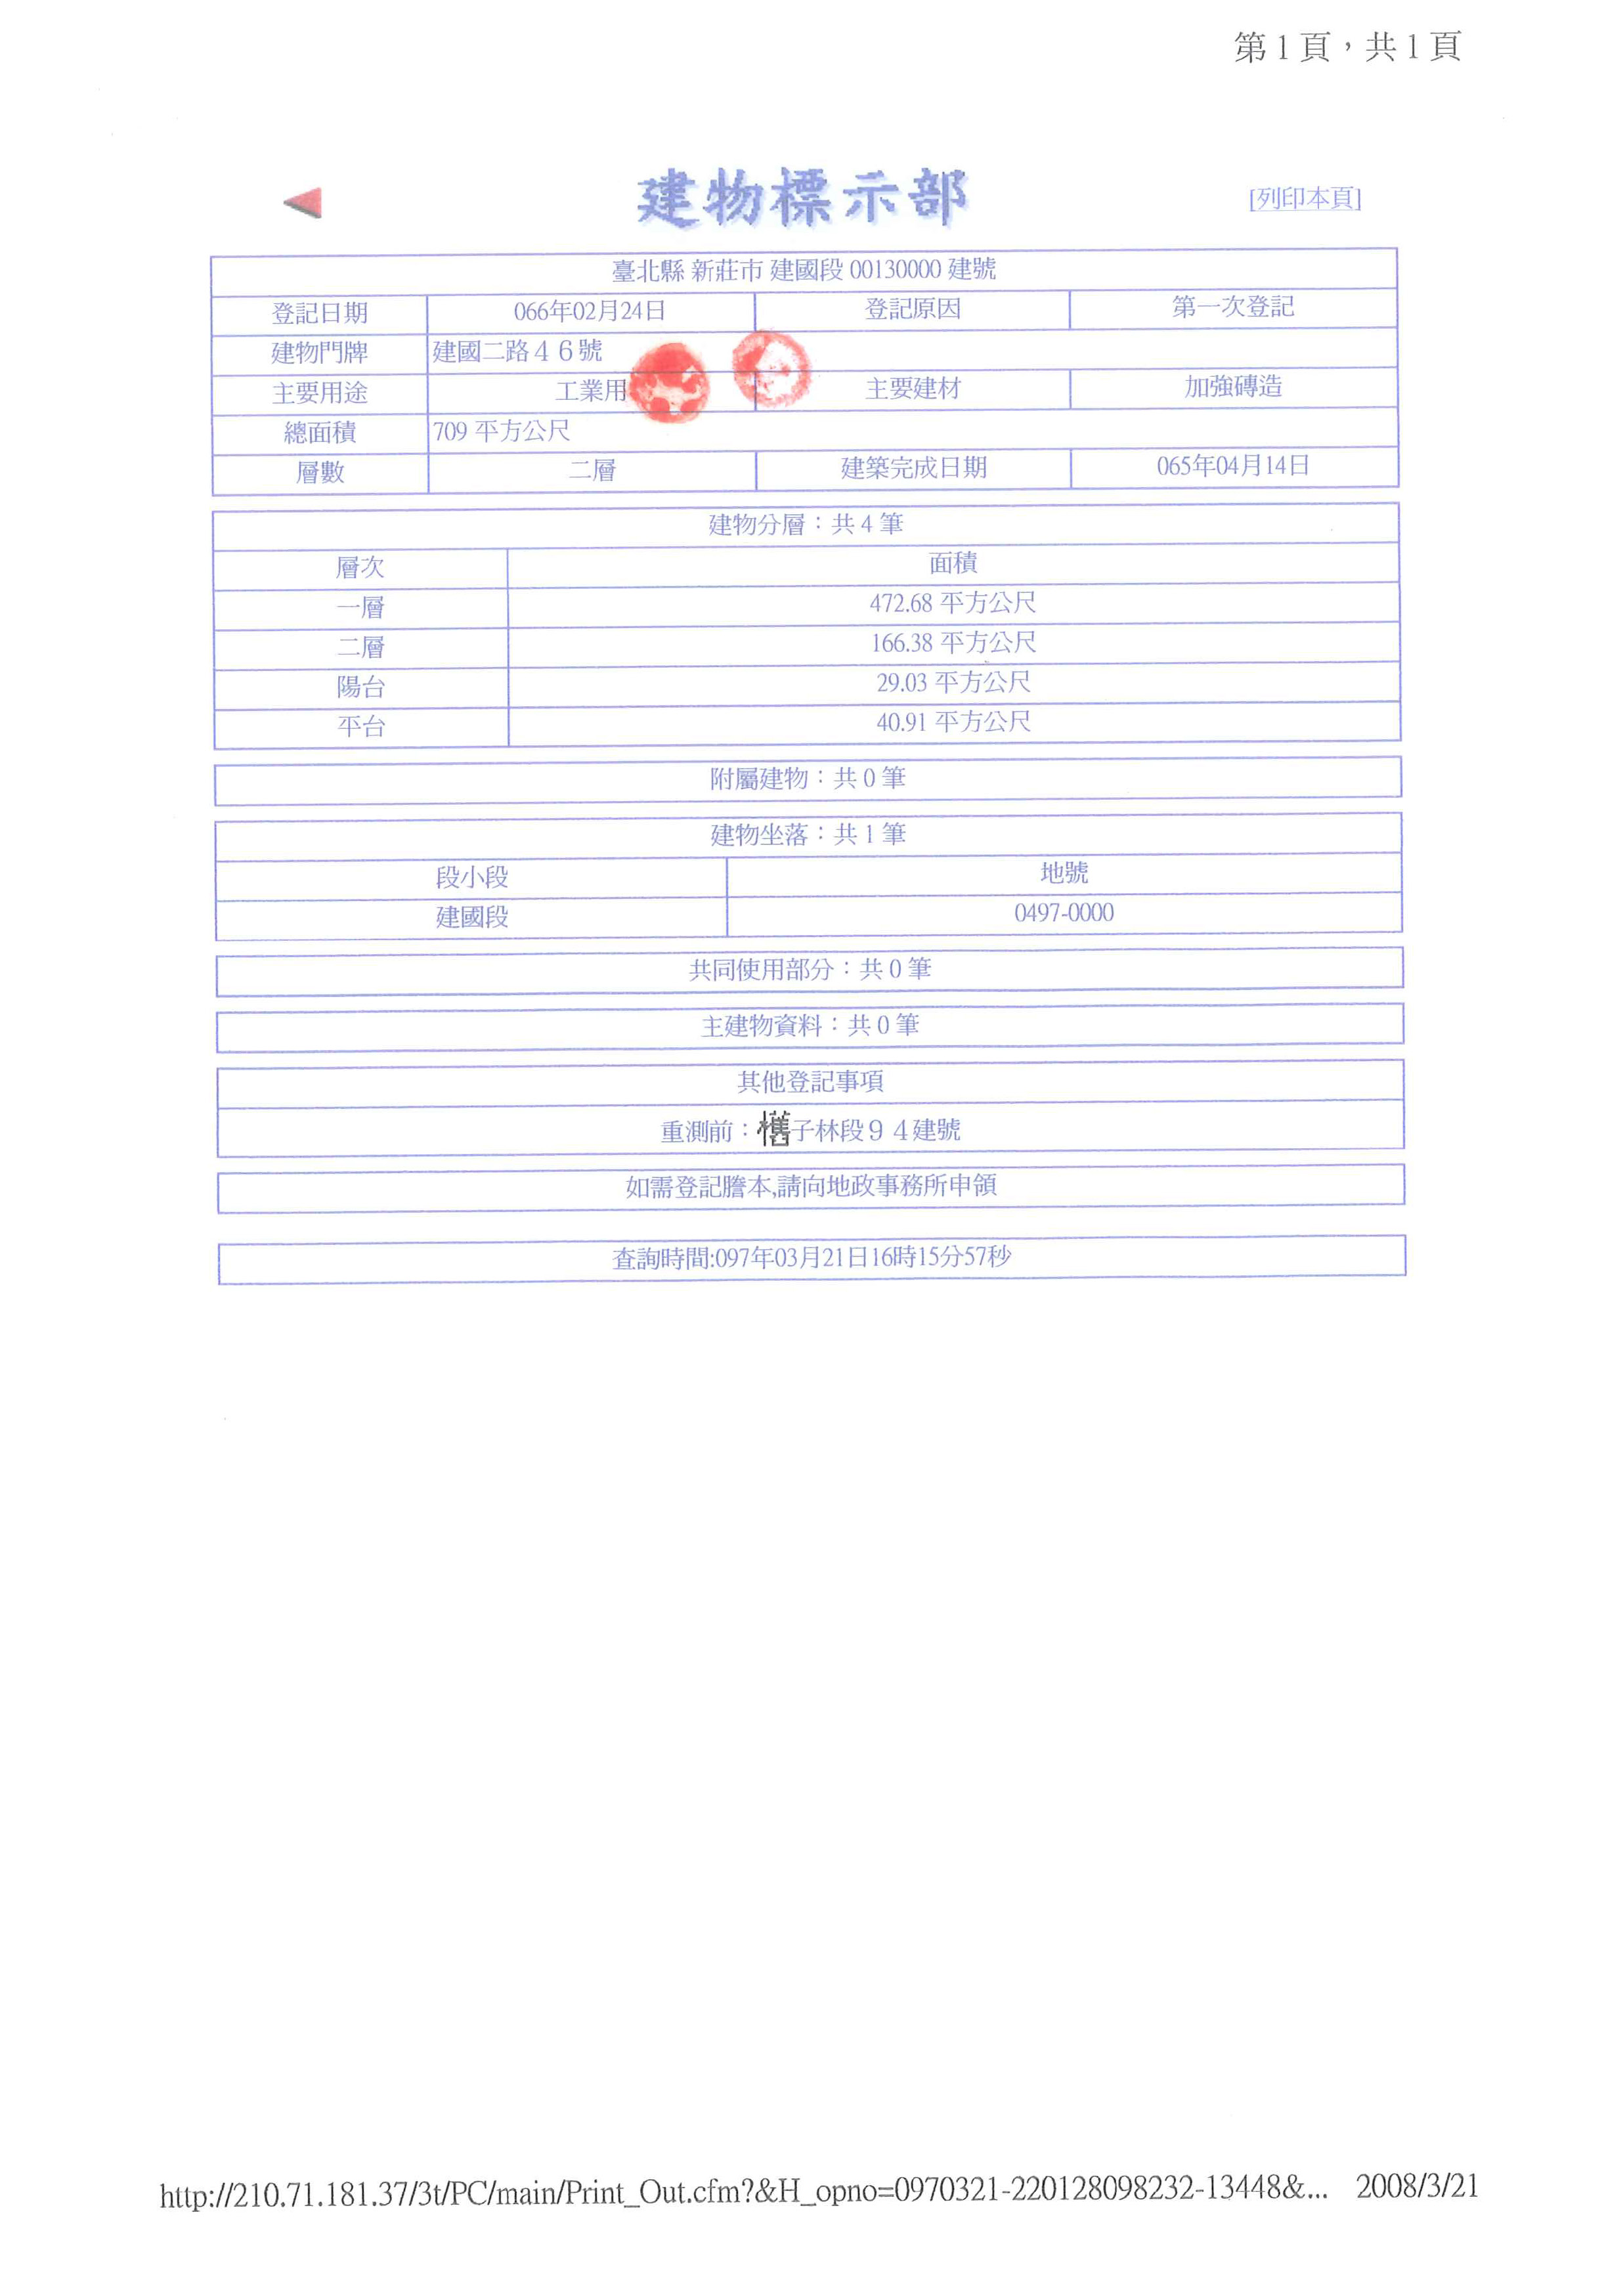 第1頁，共1頁
建物標示部
[列印本頁]
臺北縣 新莊市 建國段 00130000 建號
登記日期 066年02月24日 登記原因 第一次登記
建物門牌 建國二路４６號
主要用途 工業用 主要建材 加強磚造
總面積 709 平方公尺
層數 二層 建築完成日期 065年04月14日
建物分層：共 4 筆
層次 面積
一層 472.68 平方公尺
二層 166.38 平方公尺
陽台 29.03 平方公尺
平台 40.91 平方公尺
附屬建物：共 0 筆
建物坐落：共 1 筆
段小段 地號
建國段 0497-0000
共同使用部分：共 0 筆
主建物資料：共 0 筆
其他登記事項
重測前：子林段９４建號
如需登記謄本,請向地政事務所申領
查詢時間:097年03月21日16時15分57秒
http://210.71.181.37/3t/PC/main/Print_Out.cfm?&H_opno=0970321-220128098232-13448&... 2008/3/21